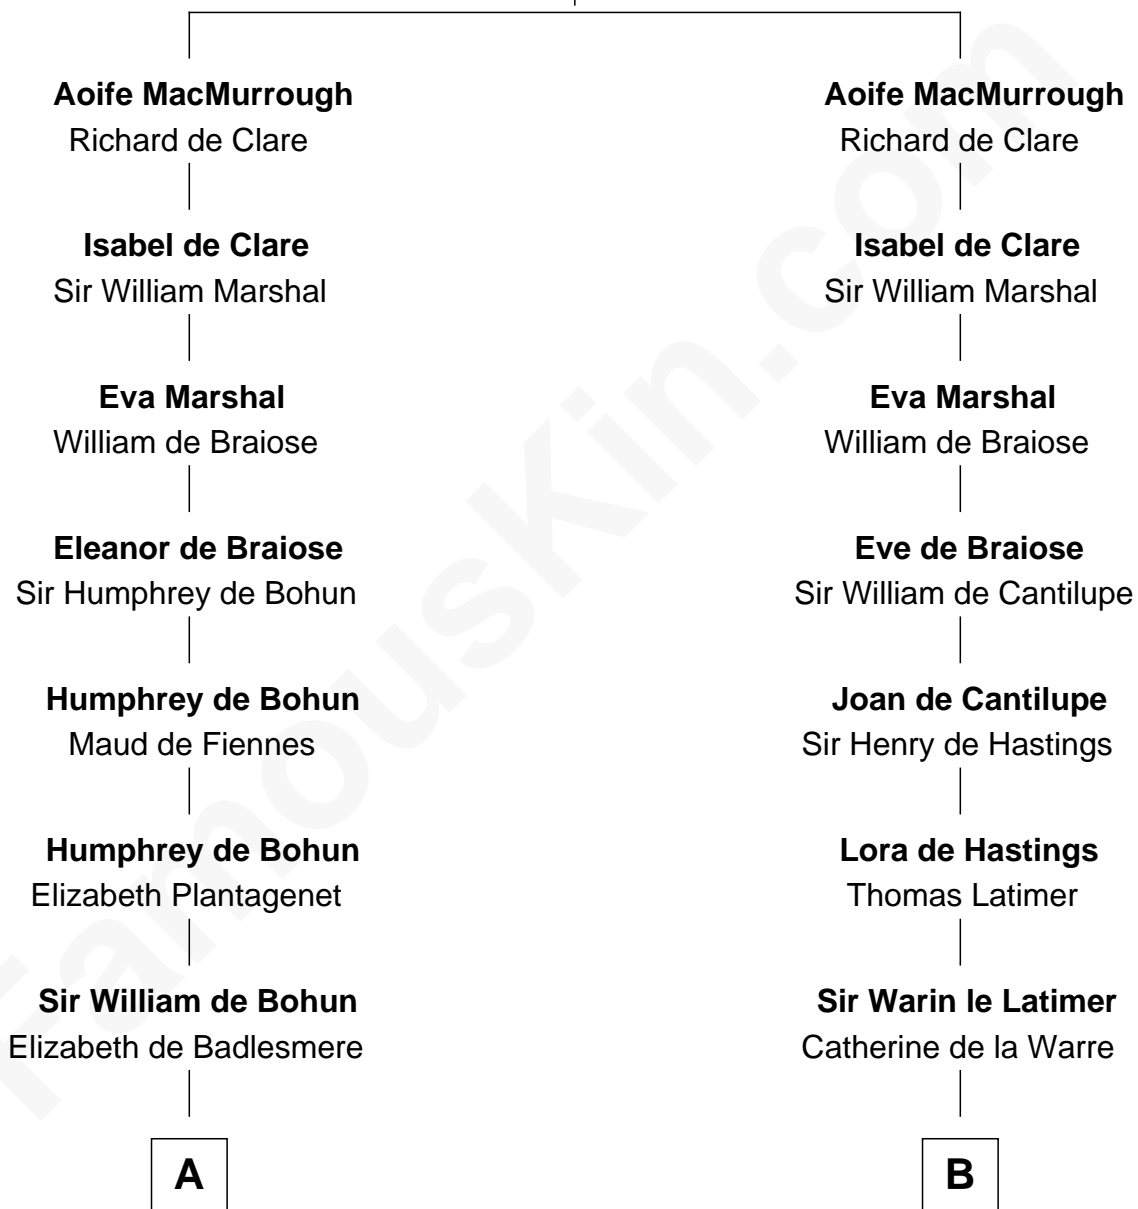 Aoife MacMurrough
Richard de Clare
Isabel de Clare
Sir William Marshal
Eva Marshal
William de Braiose
Eleanor de Braiose
Sir Humphrey de Bohun
Humphrey de Bohun
Maud de Fiennes
Humphrey de Bohun
Elizabeth Plantagenet
Sir William de Bohun
Elizabeth de Badlesmere
A
Aoife MacMurrough
Richard de Clare
Isabel de Clare
Sir William Marshal
Eva Marshal
William de Braiose
Eve de Braiose
Sir William de Cantilupe
Joan de Cantilupe
Sir Henry de Hastings
Lora de Hastings
Thomas Latimer
Sir Warin le Latimer
Catherine de la Warre
B
FamousKin.com